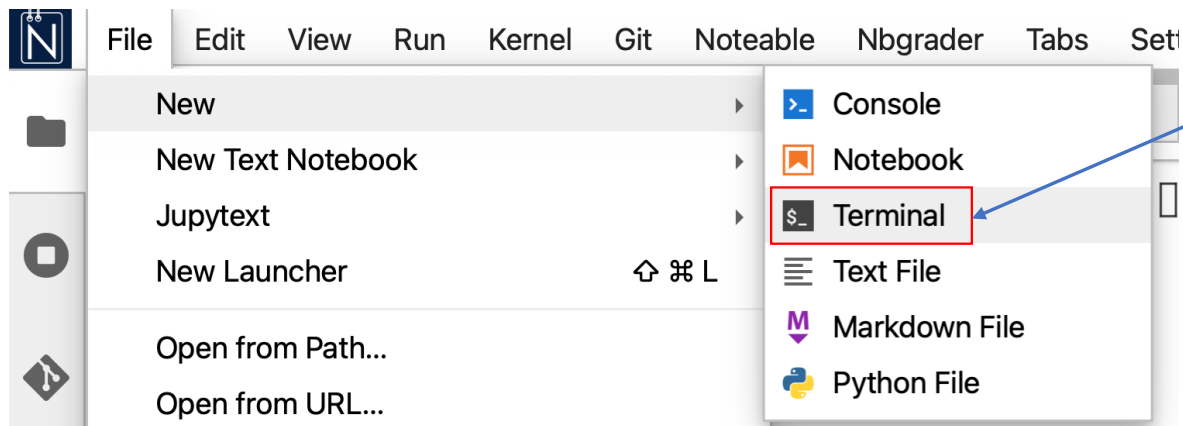 File Edit View Run Kernel Git Noteable Nbgrader Tabs Sett
New
New Text Notebook
Jupytext
New Launcher ⇧ ⌘ L
Open from Path...
Open from URL...
Console
Notebook
$_ Terminal
Text File
Markdown File
Python File